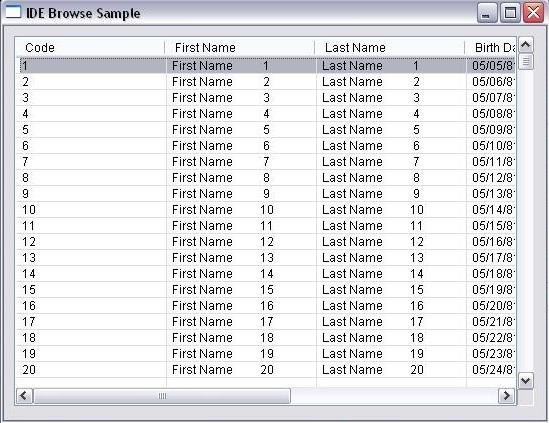 IDE Browse Sample
Code First Name Last Name Birth Da
1 First Name 1 Last Name 1 05/05/8
2 First Name 2 Last Name 2 05/06/8
3 First Name 3 Last Name 3 05/07/8
4 First Name 4 Last Name 4 05/08/8
5 First Name 5 Last Name 5 05/09/8
6 First Name 6 Last Name 6 05/10/8
7 First Name 7 Last Name 7 05/11/8
8 First Name 8 Last Name 8 05/12/8
9 First Name 9 Last Name 9 05/13/8
10 First Name 10 Last Name 10 05/14/8
11 First Name 11 Last Name 11 05/15/8
12 First Name 12 Last Name 12 05/16/8
13 First Name 13 Last Name 13 05/17/8
14 First Name 14 Last Name 14 05/18/8
15 First Name 15 Last Name 15 05/19/8
16 First Name 16 Last Name 16 05/20/8
17 First Name 17 Last Name 17 05/21/8
18 First Name 18 Last Name 18 05/22/8
19 First Name 19 Last Name 19 05/23/8
20 First Name 20 Last Name 20 05/24/8